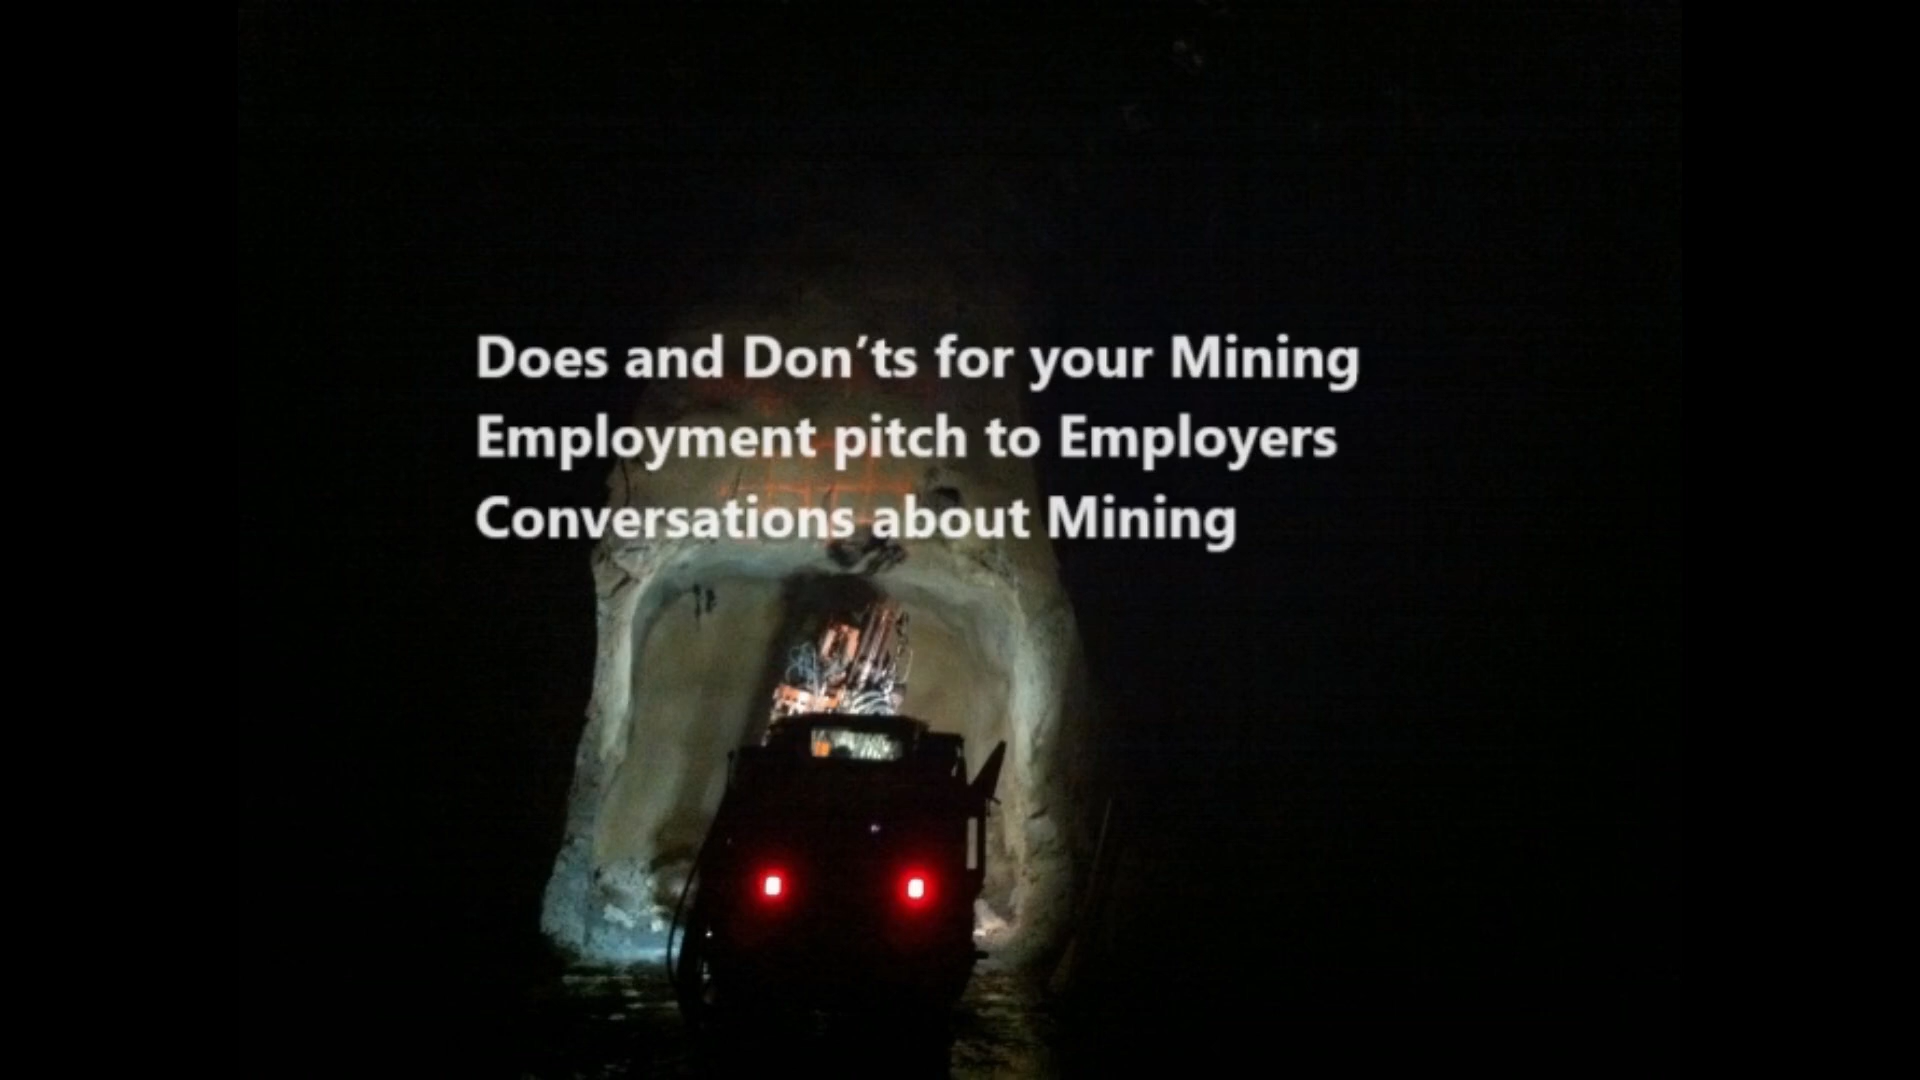 Does and Don’ts for your Mining
Employment pitch to Employers
Conversations about Mining